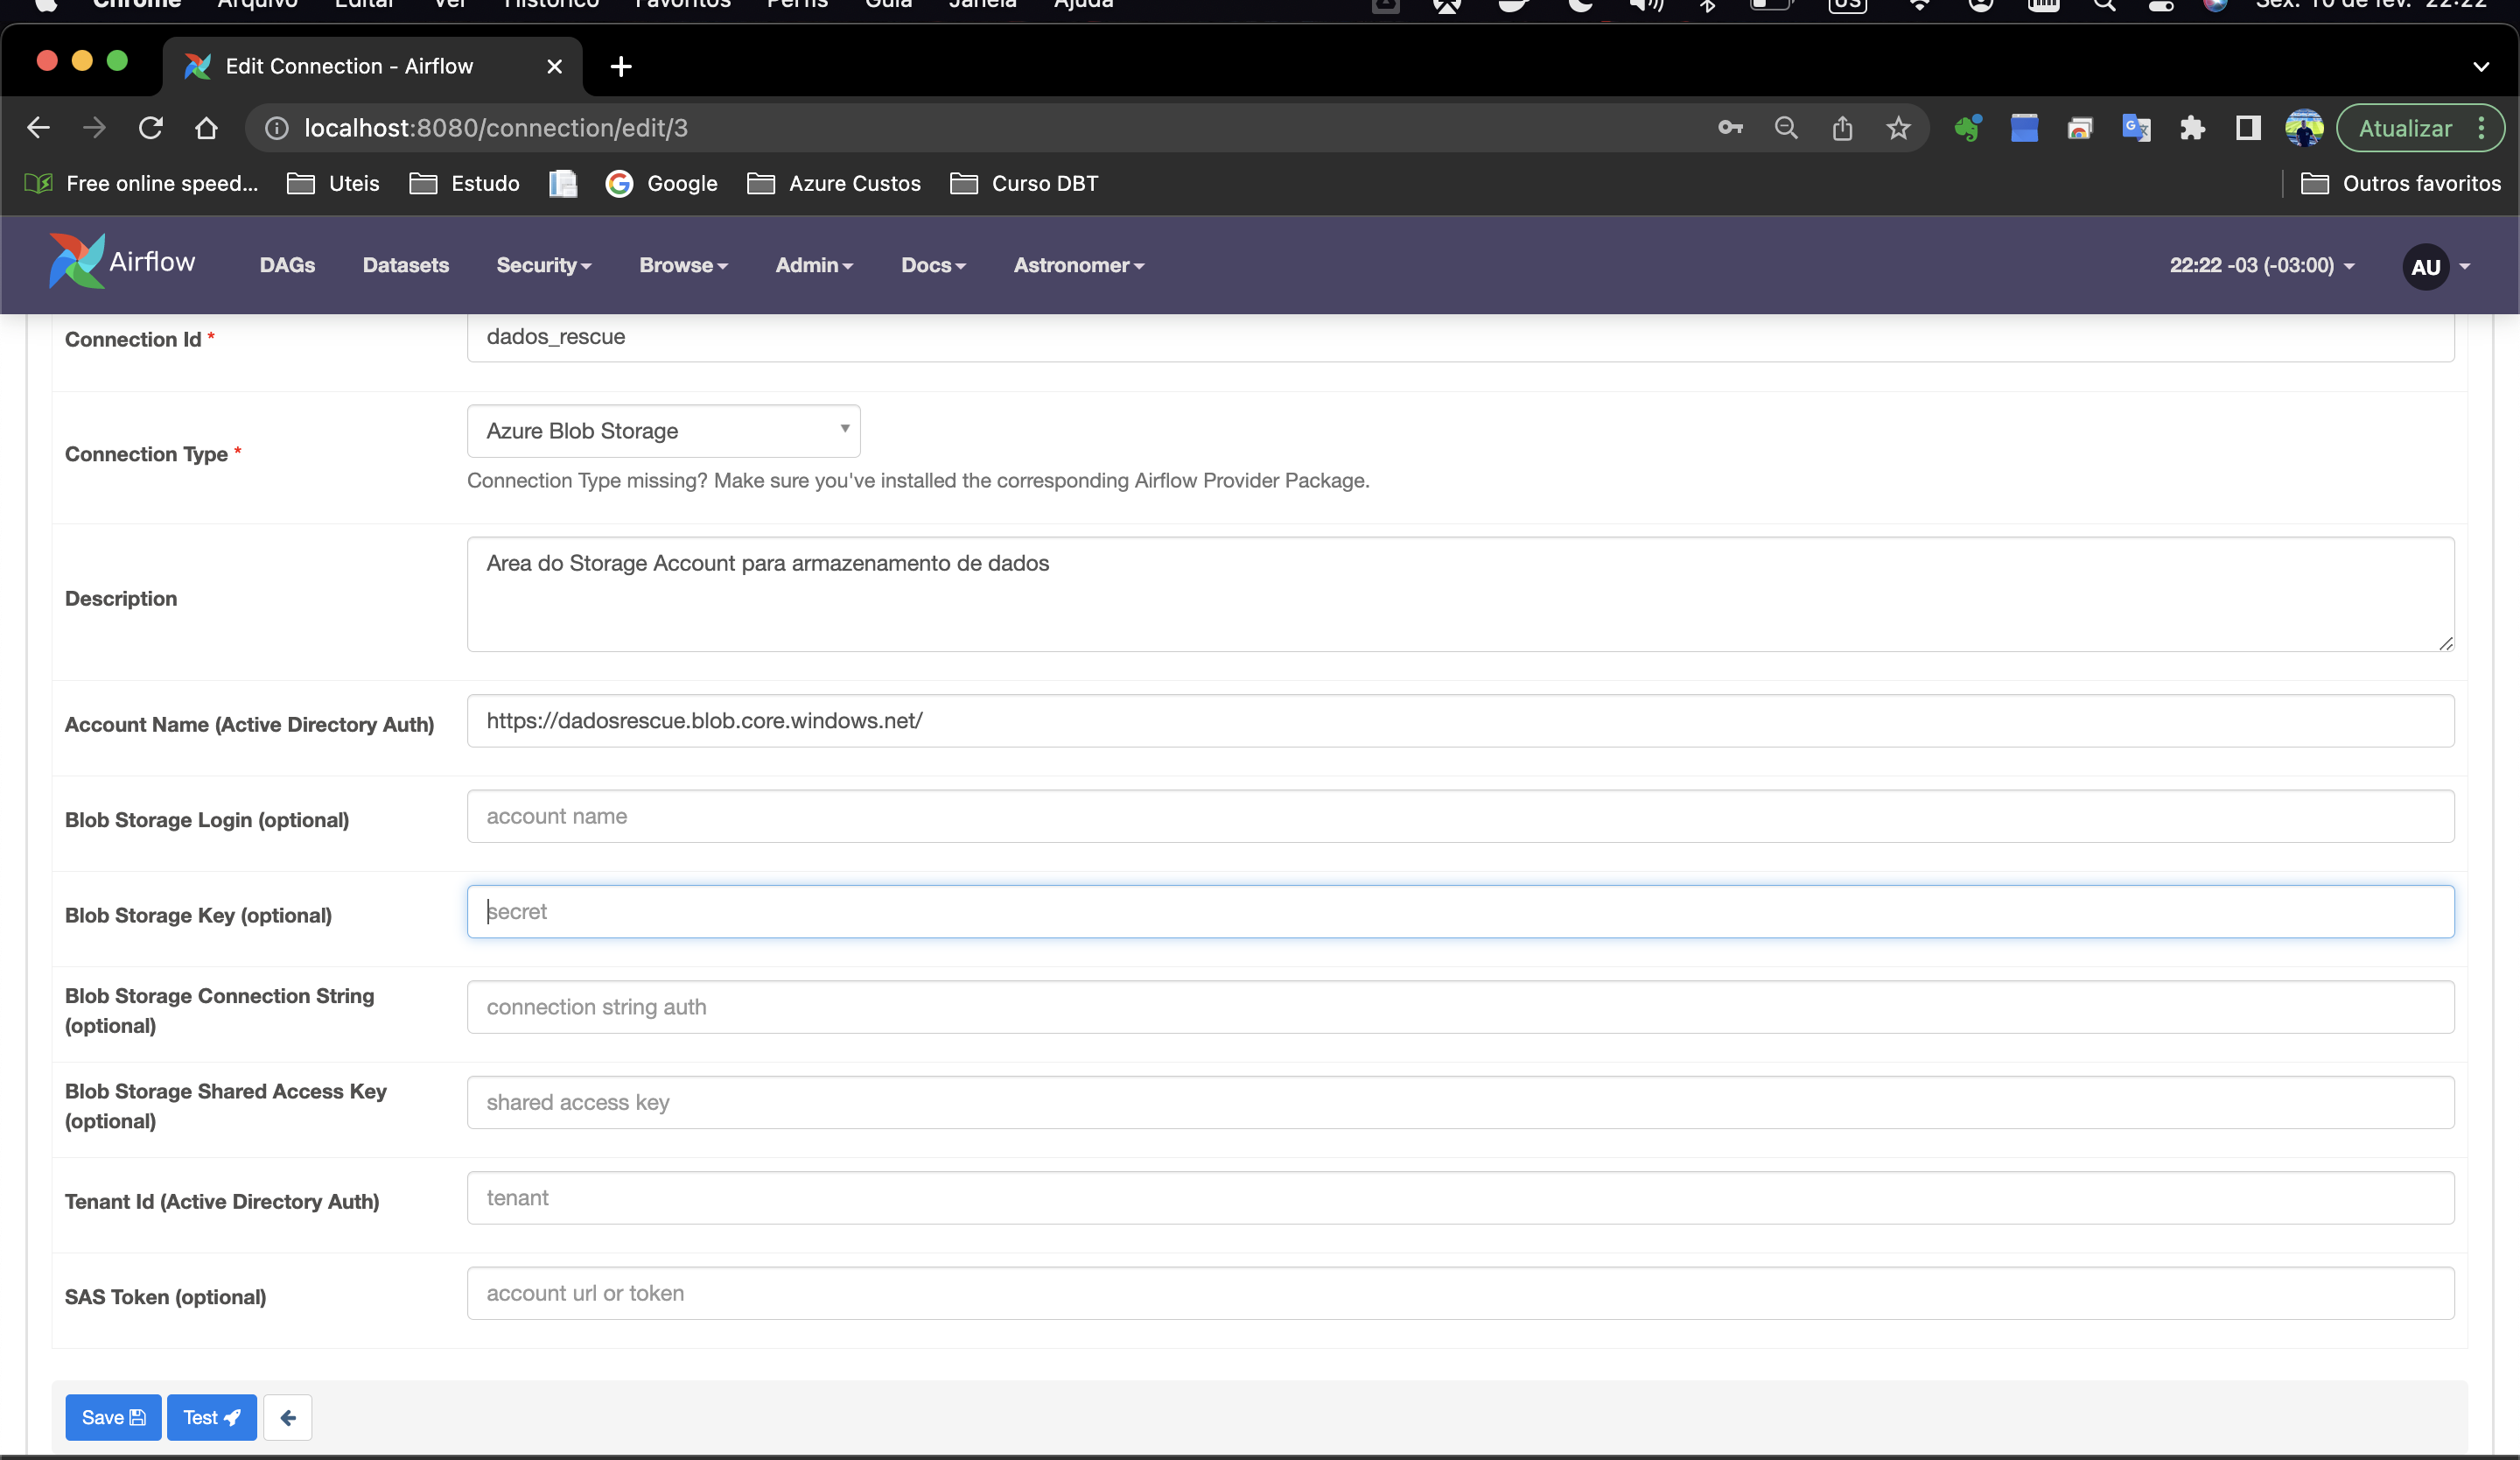 Chrome Arquivo Editar Ver Histórico Favoritos Perfis Guia Janela Ajuda US Sex. 10 de fev. 22:22
Edit Connection - Airflow
localhost:8080/connection/edit/3 Atualizar
Free online speed... Uteis Estudo Google Azure Custos Curso DBT Outros favoritos
Airflow DAGs Datasets Security Browse Admin Docs Astronomer 22:22 -03 (-03:00) AU
Connection Id * dados_rescue
Connection Type * Azure Blob Storage
Connection Type missing? Make sure you've installed the corresponding Airflow Provider Package.
Description Area do Storage Account para armazenamento de dados
Account Name (Active Directory Auth) https://dadosrescue.blob.core.windows.net/
Blob Storage Login (optional) account name
Blob Storage Key (optional) secret
Blob Storage Connection String
(optional) connection string auth
Blob Storage Shared Access Key
(optional) shared access key
Tenant Id (Active Directory Auth) tenant
SAS Token (optional) account url or token
Save Test